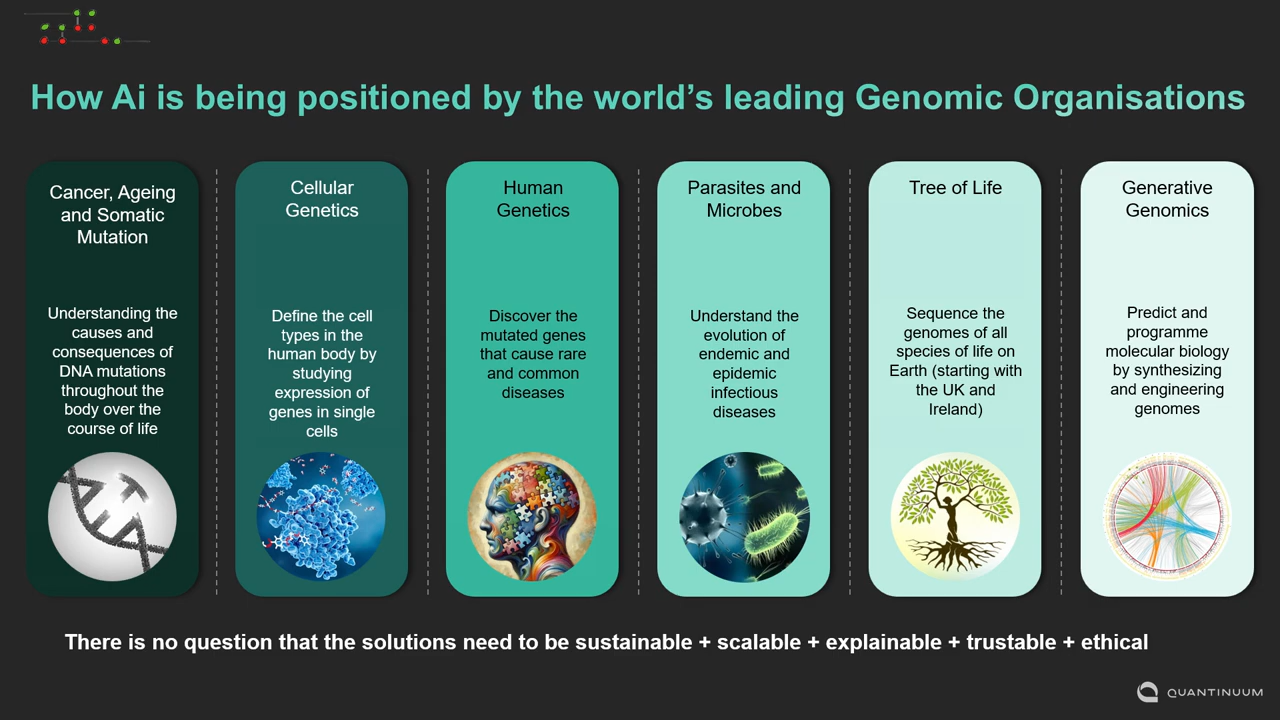 How Ai is being positioned by the world’s leading Genomic Organisations
Cancer, Ageing
and Somatic
Mutation
Understanding the
causes and
consequences of
DNA mutations
throughout the
body over the
course of life
Cellular
Genetics
Define the cell
types in the
human body by
studying
expression of
genes in single
cells
Human
Genetics
Discover the
mutated genes
that cause rare
and common
diseases
Parasites and
Microbes
Understand the
evolution of
endemic and
epidemic
infectious
diseases
Tree of Life
Sequence the
genomes of all
species of life on
Earth (starting with
the UK and
Ireland)
Generative
Genomics
Predict and
programme
molecular biology
by synthesizing
and engineering
genomes
There is no question that the solutions need to be sustainable + scalable + explainable + trustable + ethical
QUANTINUUM